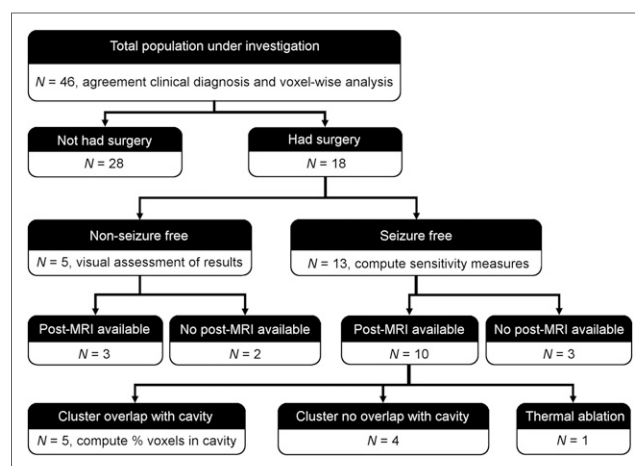 Total population under investigation
N = 46, agreement clinical diagnosis and voxel-wise analysis
Not had surgery
N = 28
Had surgery
N = 18
Non-seizure free
N = 5, visual assessment of results
Seizure free
N = 13, compute sensitivity measures
Post-MRI available
N = 3
No post-MRI available
N = 2
Post-MRI available
N = 10
No post-MRI available
N = 3
Cluster overlap with cavity
N = 5, compute % voxels in cavity
Cluster no overlap with cavity
N = 4
Thermal ablation
N = 1